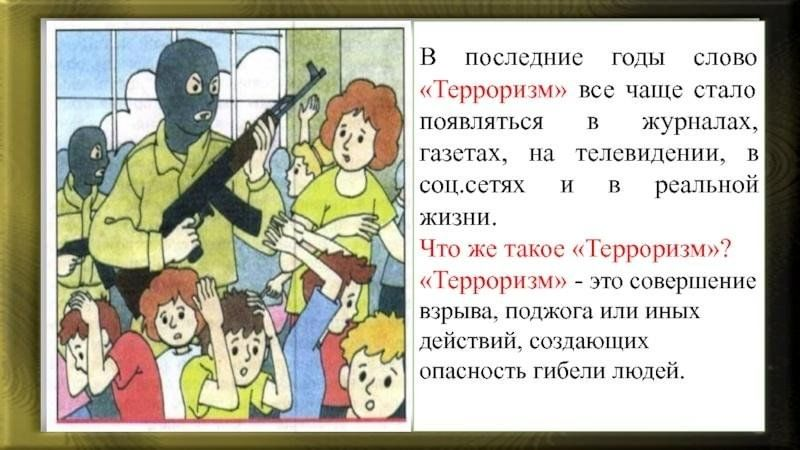 В последние годы слово
«Терроризм» все чаще стало
появляться в журналах,
газетах, на телевидении, в
соц.сетях и в реальной
жизни.
Что же такое «Терроризм»?
«Терроризм» - это совершение
взрыва, поджога или иных
действий, создающих
опасность гибели людей.